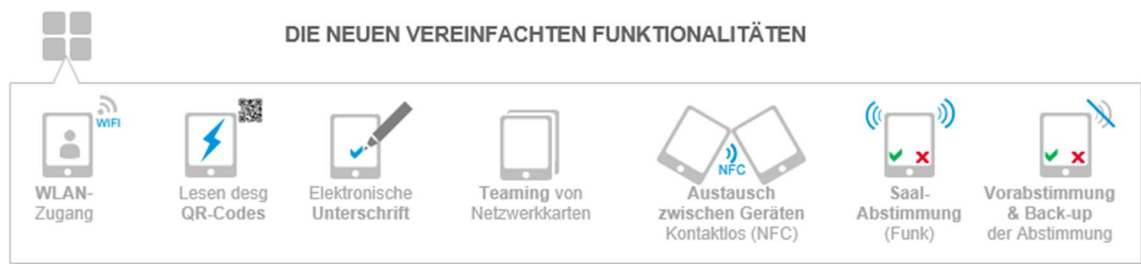 DIE NEUEN VEREINFACHTEN FUNKTIONALITÄTEN
WIFI
WLAN-
Zugang
Lesen desg
QR-Codes
Elektronische
Unterschrift
Teaming von
Netzwerkkarten
NFC
Austausch
zwischen Geräten
Kontaktlos (NFC)
Saal-
Abstimmung
(Funk)
Vorabstimmung
& Back-up
der Abstimmung